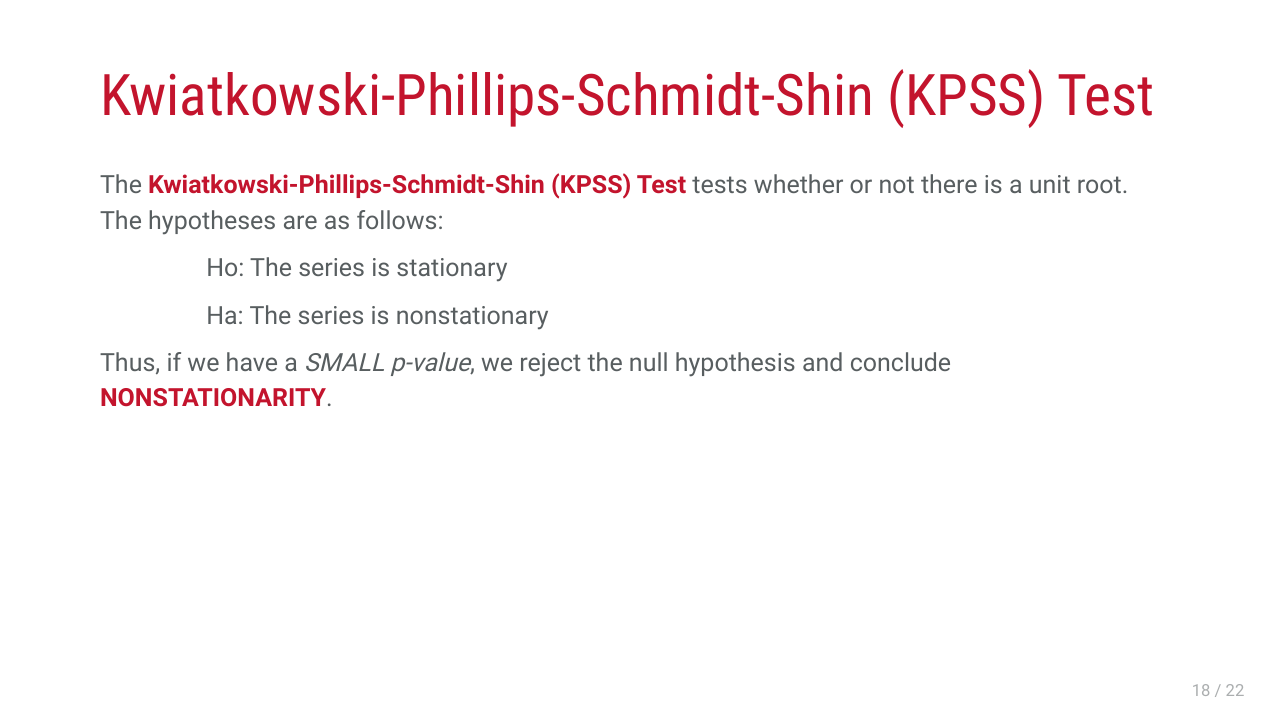 Kwiatkowski-Phillips-Schmidt-Shin (KPSS) Test
The Kwiatkowski-Phillips-Schmidt-Shin (KPSS) Test tests whether or not there is a unit root.
The hypotheses are as follows:
Ho: The series is stationary
Ha: The series is nonstationary
Thus, if we have a SMALL p-value, we reject the null hypothesis and conclude
NONSTATIONARITY.
18 / 22